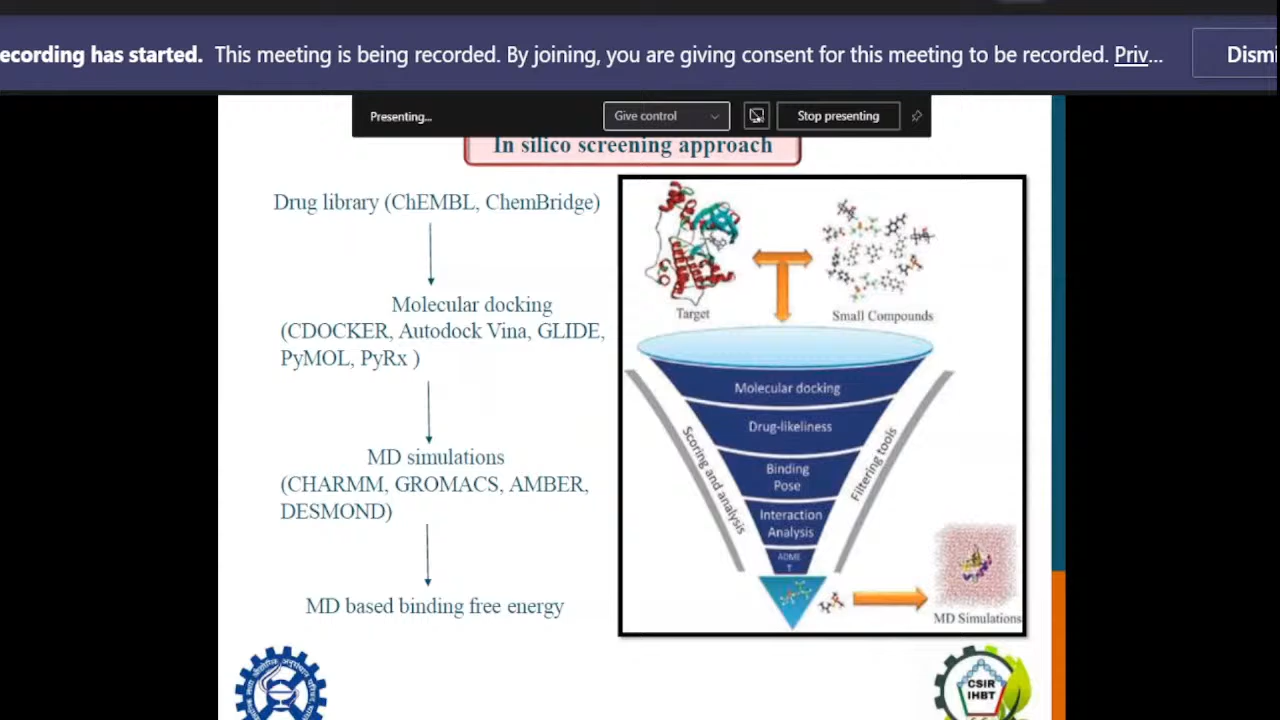 ecording has started. This meeting is being recorded. By joining, you are giving consent for this meeting to be recorded. Priv...
Dismi
Presenting...
Give control
Stop presenting
In silico screening approach
Drug library (ChEMBL, ChemBridge)
Molecular docking
(CDOCKER, Autodock Vina, GLIDE,
PyMOL, PyRx )
MD simulations
(CHARMM, GROMACS, AMBER,
DESMOND)
MD based binding free energy
Target
Small Compounds
Molecular docking
Drug-likeliness
Binding
Pose
Interaction
Analysis
ADME
T
Scoring and analysis
Filtering tools
MD Simulations
CSIR
IHBT